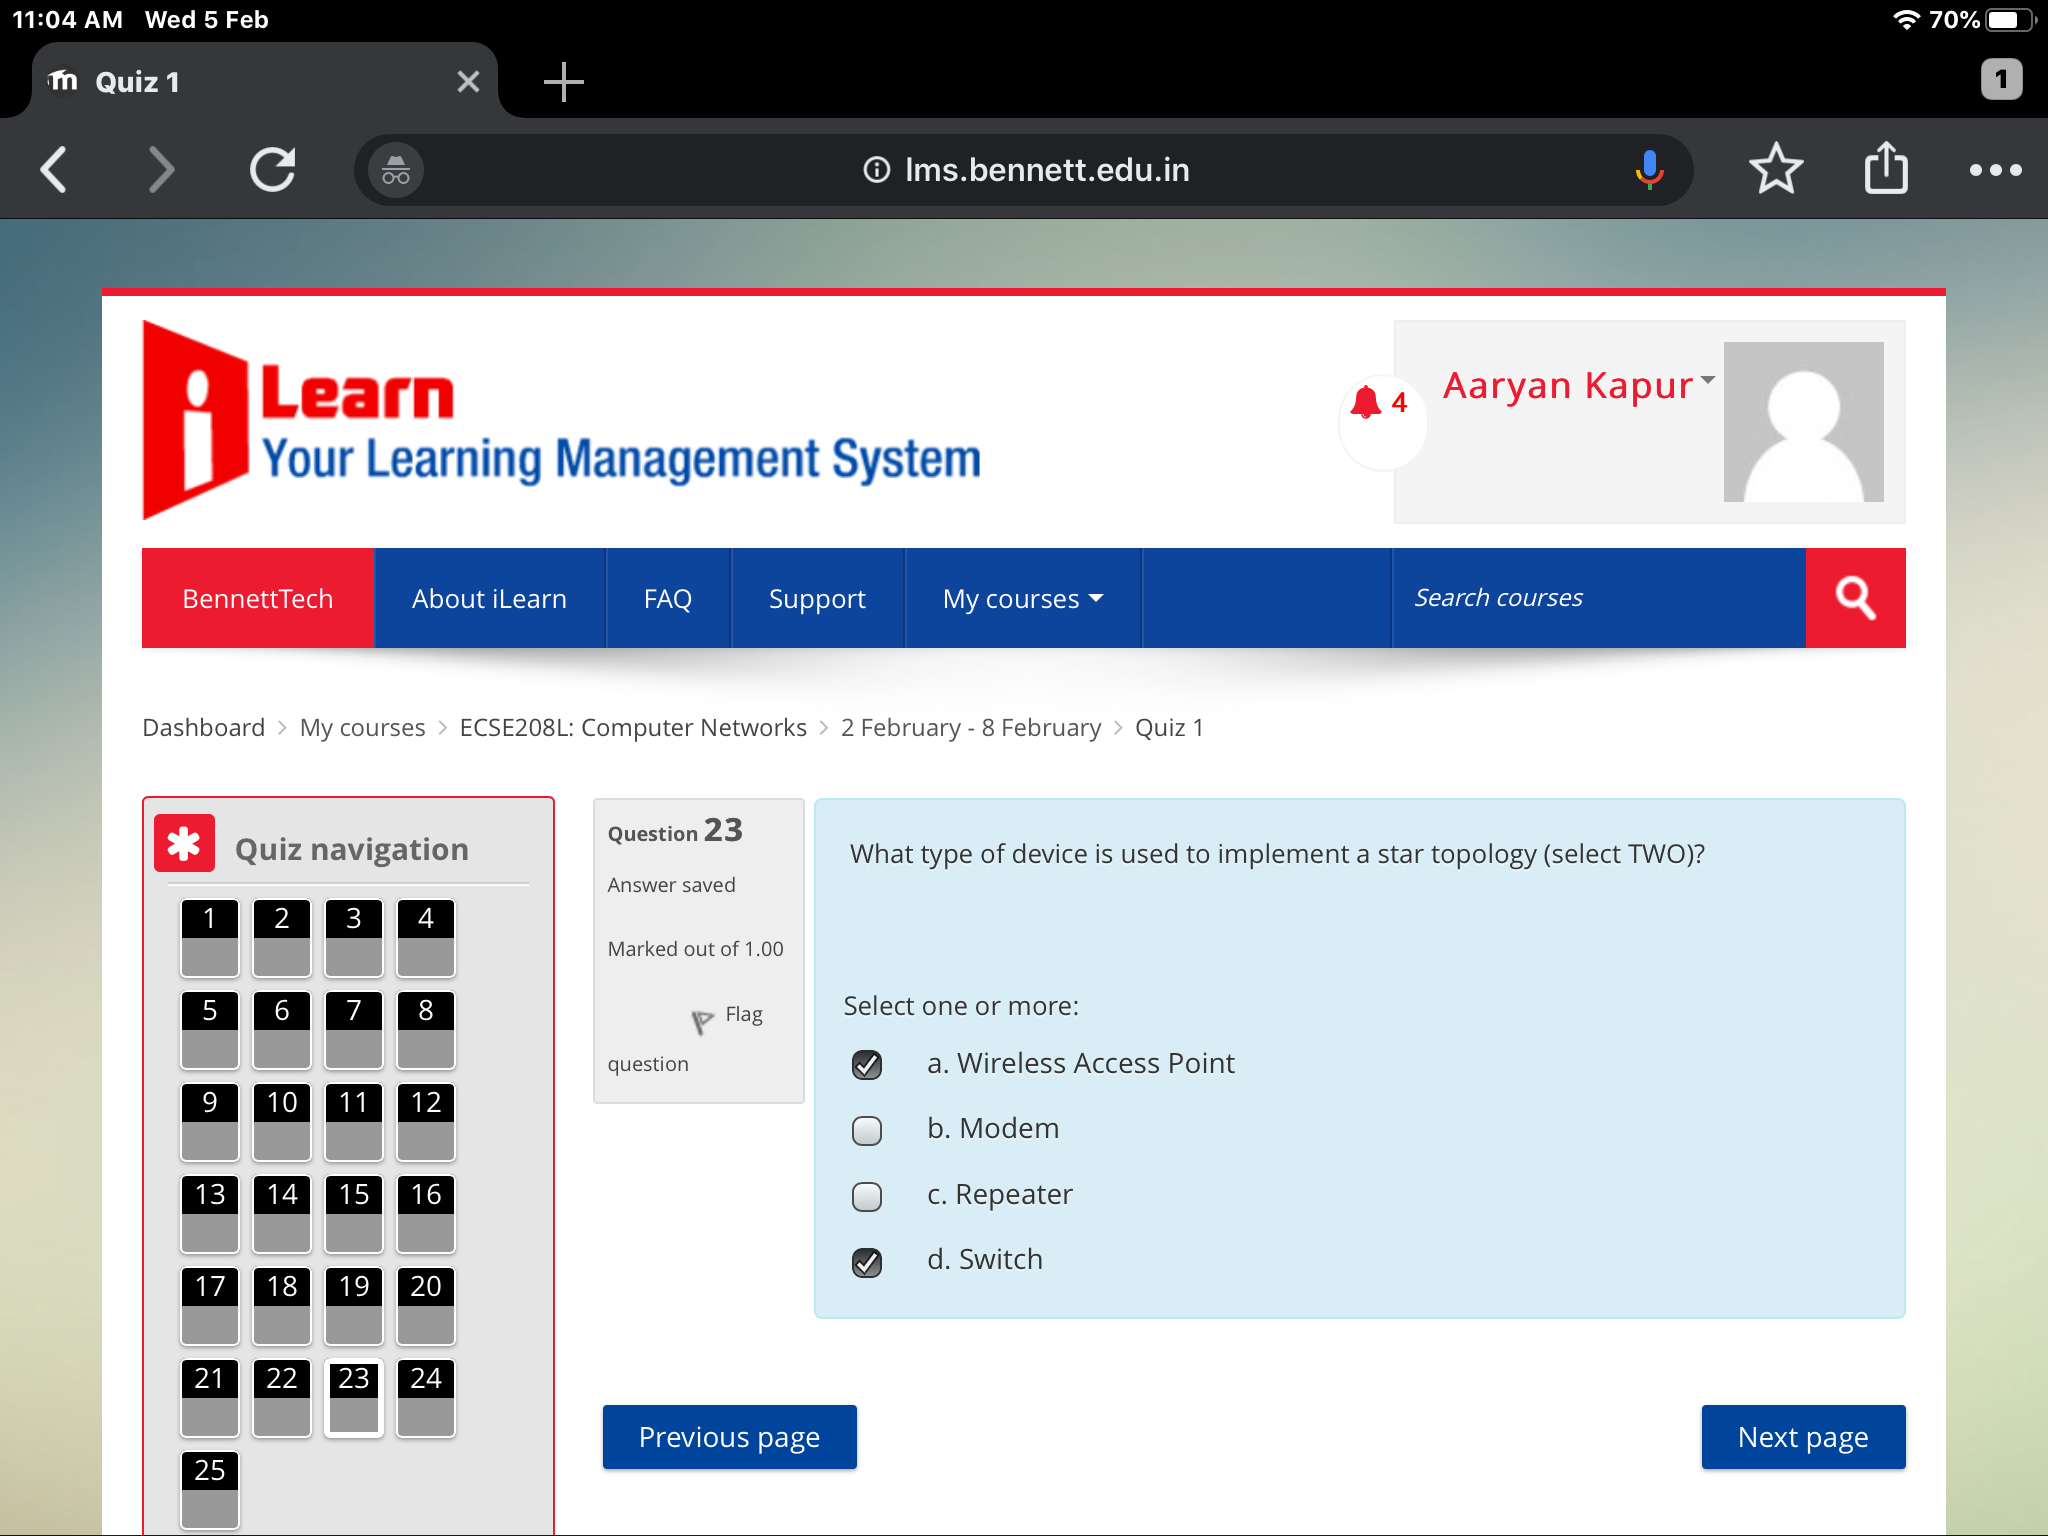 11:04 AM Wed 5 Feb
70%
Quiz 1
1
lms.bennett.edu.in
i Learn
Your Learning Management System
4
Aaryan Kapur
BennettTech
About iLearn
FAQ
Support
My courses
Search courses
Dashboard > My courses > ECSE208L: Computer Networks > 2 February - 8 February > Quiz 1
Quiz navigation
1 2 3 4
5 6 7 8
9 10 11 12
13 14 15 16
17 18 19 20
21 22 23 24
25
Question 23
Answer saved
Marked out of 1.00
Flag
question
What type of device is used to implement a star topology (select TWO)?
Select one or more:
a. Wireless Access Point
b. Modem
c. Repeater
d. Switch
Previous page
Next page